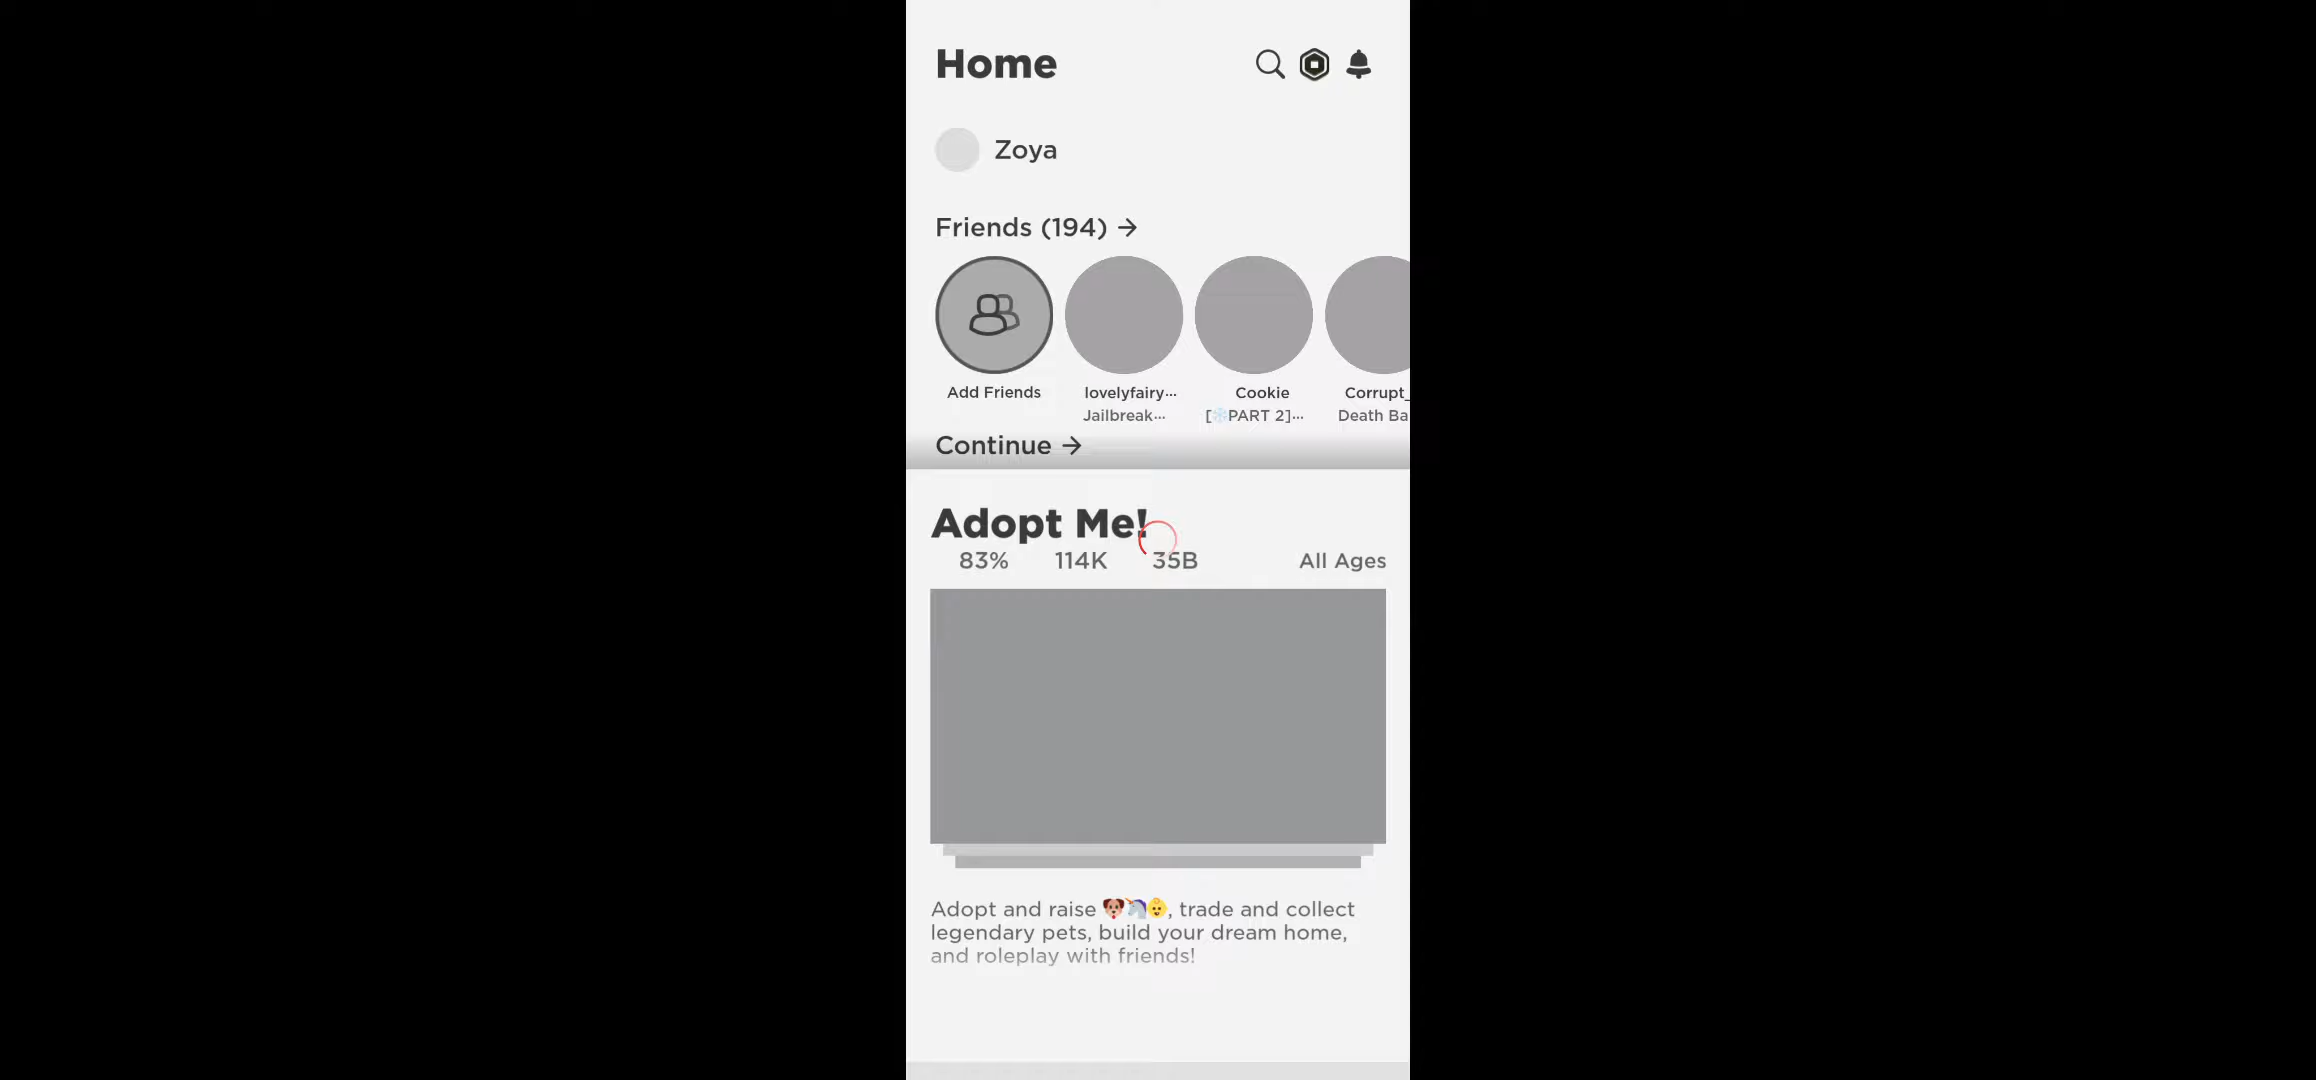 Home
Zoya
Friends (194) →
Add Friends
lovelyfairy...
Jailbreak...
Cookie
[❄️PART 2]...
Corrupt_
Death Ba
Continue →
Adopt Me!
83% 114K 35B All Ages
Adopt and raise 🐶🦄👶, trade and collect
legendary pets, build your dream home,
and roleplay with friends!